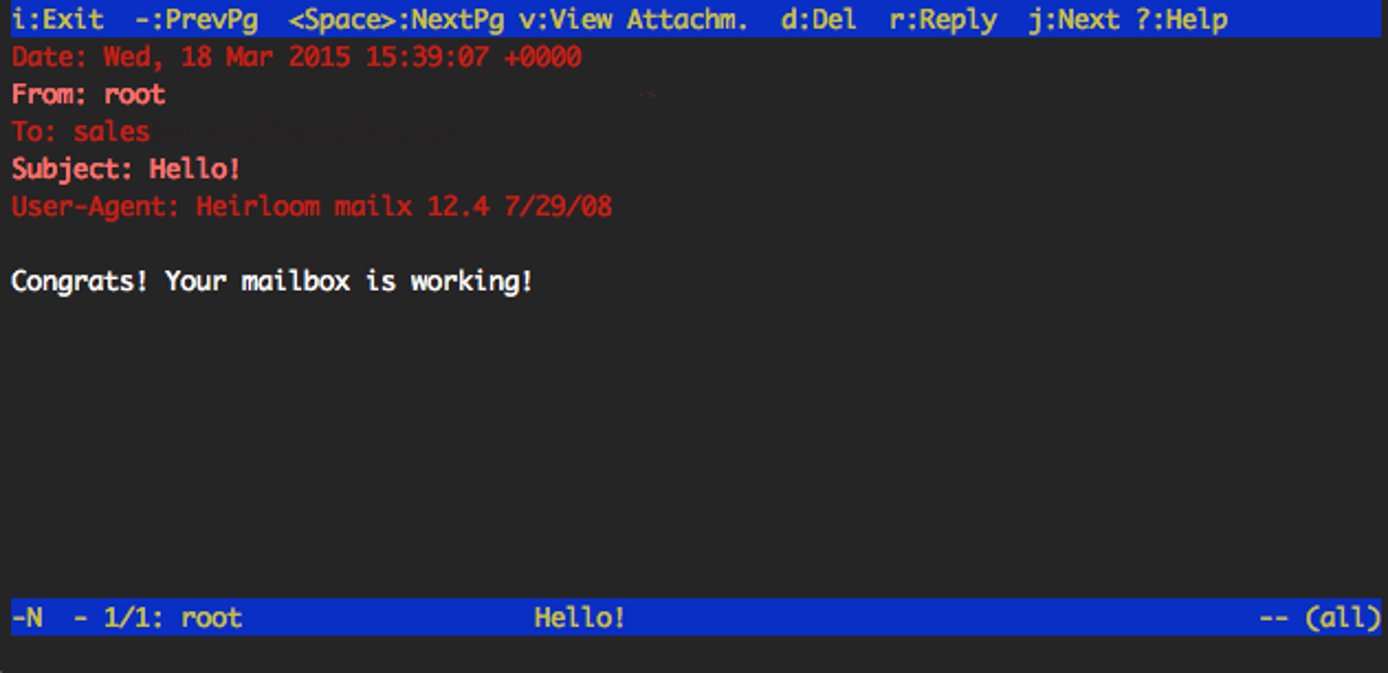 i:Exit  -:PrevPg  <Space>:NextPg v:View Attachm.  d:Del  r:Reply  j:Next ?:Help
Date: Wed, 18 Mar 2015 15:39:07 +0000
From: root
To: sales
Subject: Hello!
User-Agent: Heirloom mailx 12.4 7/29/08
Congrats! Your mailbox is working!
-N  - 1/1: root                   Hello!                                         -- (all)